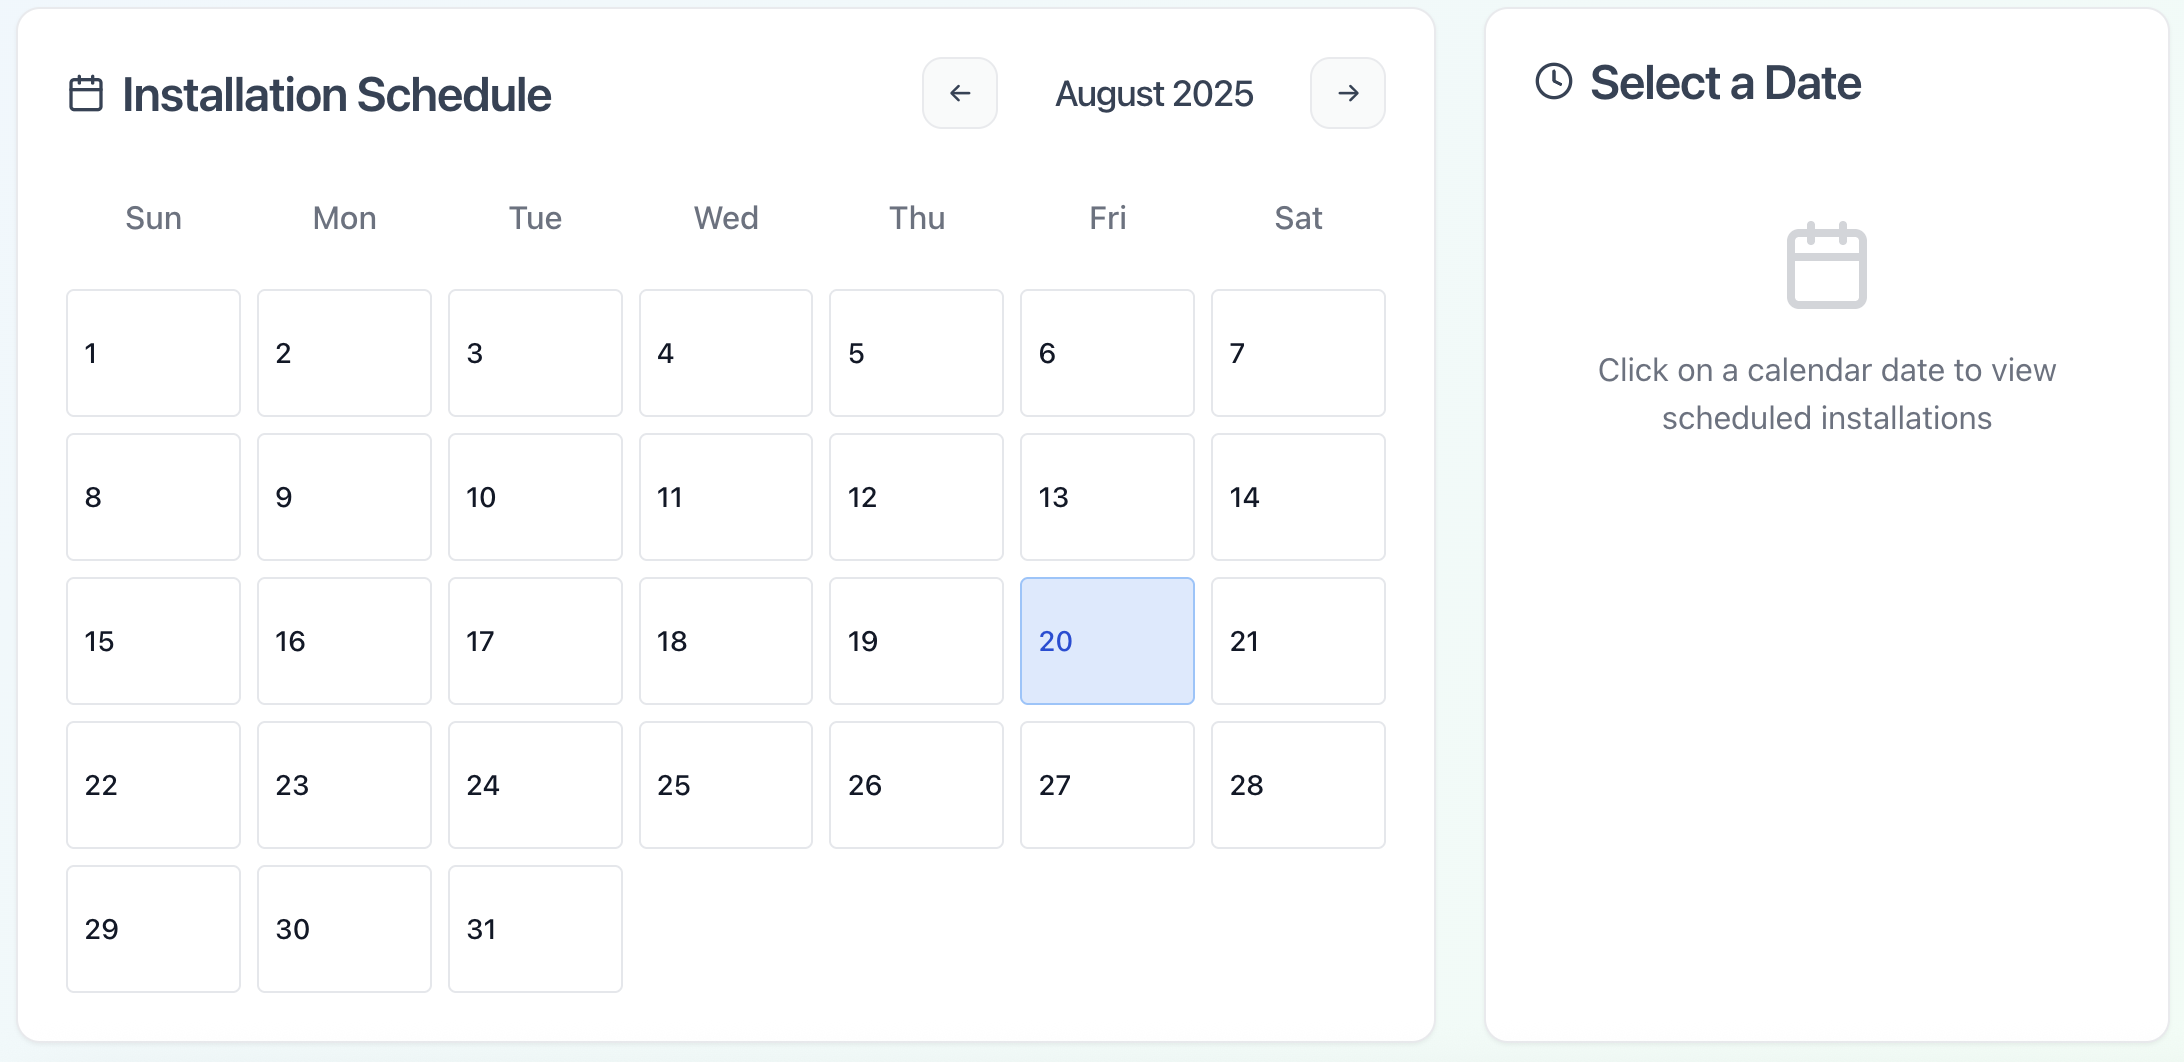 Installation Schedule
August 2025
Sun Mon Tue Wed Thu Fri Sat
1 2 3 4 5 6 7
8 9 10 11 12 13 14
15 16 17 18 19 20 21
22 23 24 25 26 27 28
29 30 31
Select a Date
Click on a calendar date to view
scheduled installations